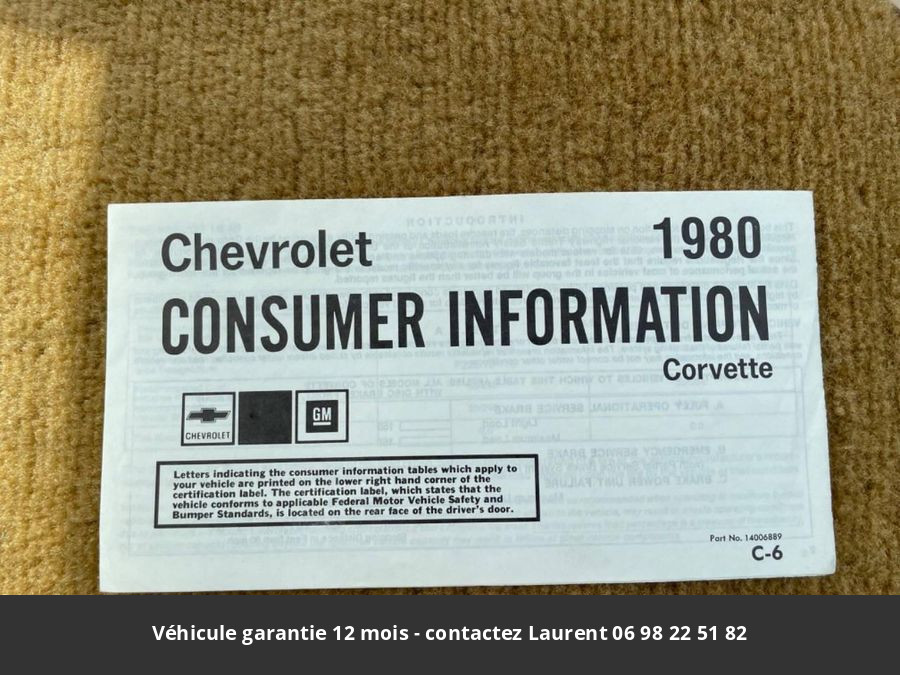 Chevrolet 1980
CONSUMER INFORMATION
Corvette
CHEVROLET GM
Letters indicating the consumer information tables which apply to
your vehicle are printed on the lower right hand corner of the
certification label. The certification label, which states that the
vehicle conforms to applicable Federal Motor Vehicle Safety and
Bumper Standards, is located on the rear face of the driver's door.
Part No. 14006889
C-6
Véhicule garantie 12 mois - contactez Laurent 06 98 22 51 82